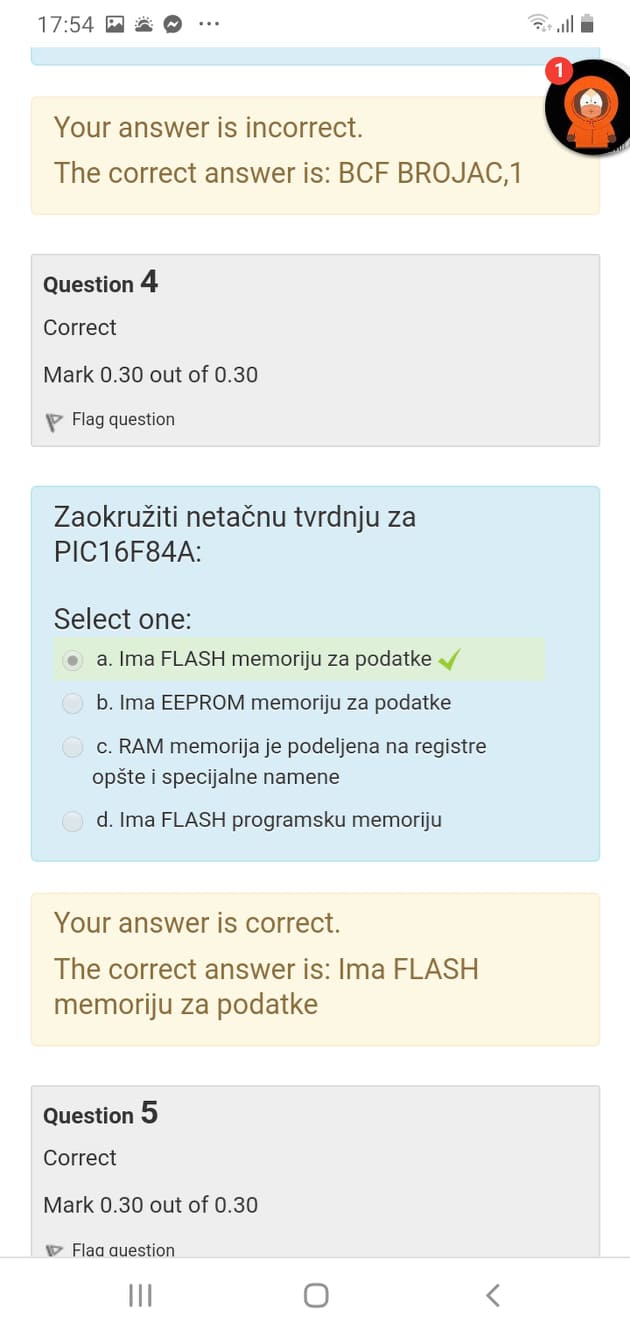 17:54
1
Your answer is incorrect.
The correct answer is: BCF BROJAC,1
Question 4
Correct
Mark 0.30 out of 0.30
Flag question
Zaokružiti netačnu tvrdnju za
PIC16F84A:
Select one:
a. Ima FLASH memoriju za podatke
b. Ima EEPROM memoriju za podatke
c. RAM memorija je podeljena na registre
opšte i specijalne namene
d. Ima FLASH programsku memoriju
Your answer is correct.
The correct answer is: Ima FLASH
memoriju za podatke
Question 5
Correct
Mark 0.30 out of 0.30
Flag question